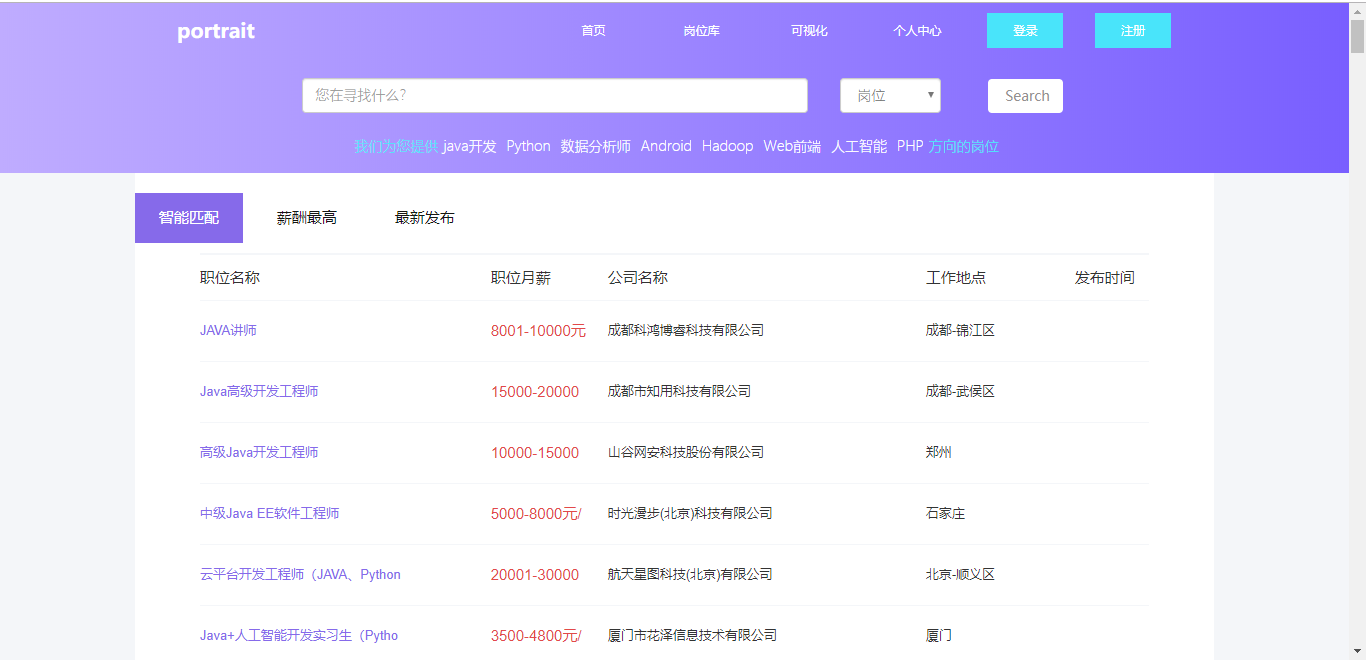 portrait 首页 岗位库 可视化 个人中心 登录 注册
您在寻找什么? 岗位 Search
我们为您提供 java开发 Python 数据分析师 Android Hadoop Web前端 人工智能 PHP 方向的岗位
智能匹配 薪酬最高 最新发布
职位名称 职位月薪 公司名称 工作地点 发布时间
JAVA讲师 8001-10000元 成都科鸿博睿科技有限公司 成都-锦江区
Java高级开发工程师 15000-20000 成都市知用科技有限公司 成都-武侯区
高级Java开发工程师 10000-15000 山谷网安科技股份有限公司 郑州
中级Java EE软件工程师 5000-8000元/ 时光漫步(北京)科技有限公司 石家庄
云平台开发工程师（JAVA、Python 20001-30000 航天星图科技(北京)有限公司 北京-顺义区
Java+人工智能开发实习生（Pytho 3500-4800元/ 厦门市花泽信息技术有限公司 厦门